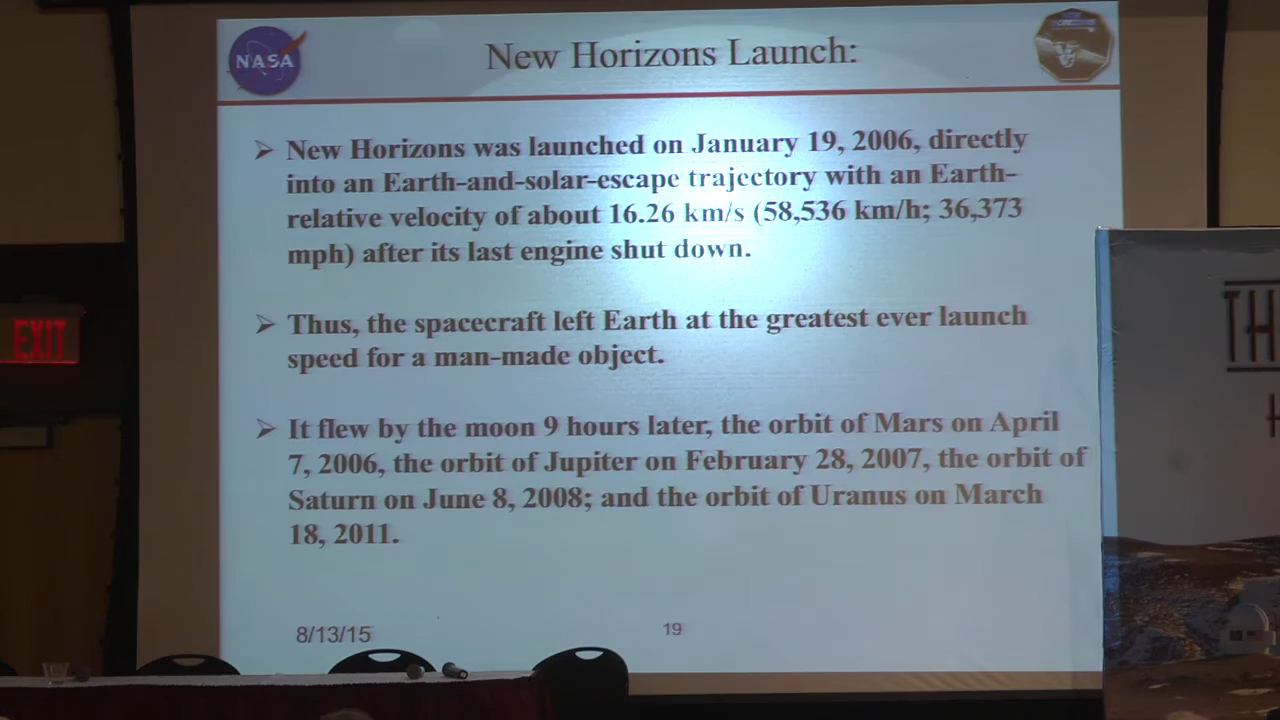 NASA
New Horizons Launch:
➢ New Horizons was launched on January 19, 2006, directly
into an Earth-and-solar-escape trajectory with an Earth-
relative velocity of about 16.26 km/s (58,536 km/h; 36,373
mph) after its last engine shut down.
➢ Thus, the spacecraft left Earth at the greatest ever launch
speed for a man-made object.
➢ It flew by the moon 9 hours later, the orbit of Mars on April
7, 2006, the orbit of Jupiter on February 28, 2007, the orbit of
Saturn on June 8, 2008; and the orbit of Uranus on March
18, 2011.
8/13/15
19
EXIT
TH